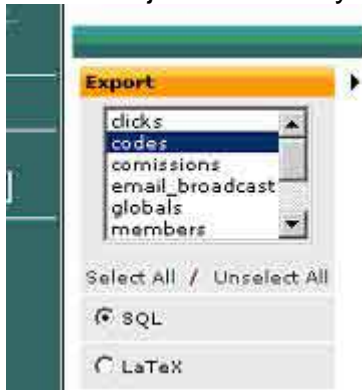 Export
clicks
codes
comissions
email_broadcast
globals
members
Select All / Unselect All
SQL
LaTeX